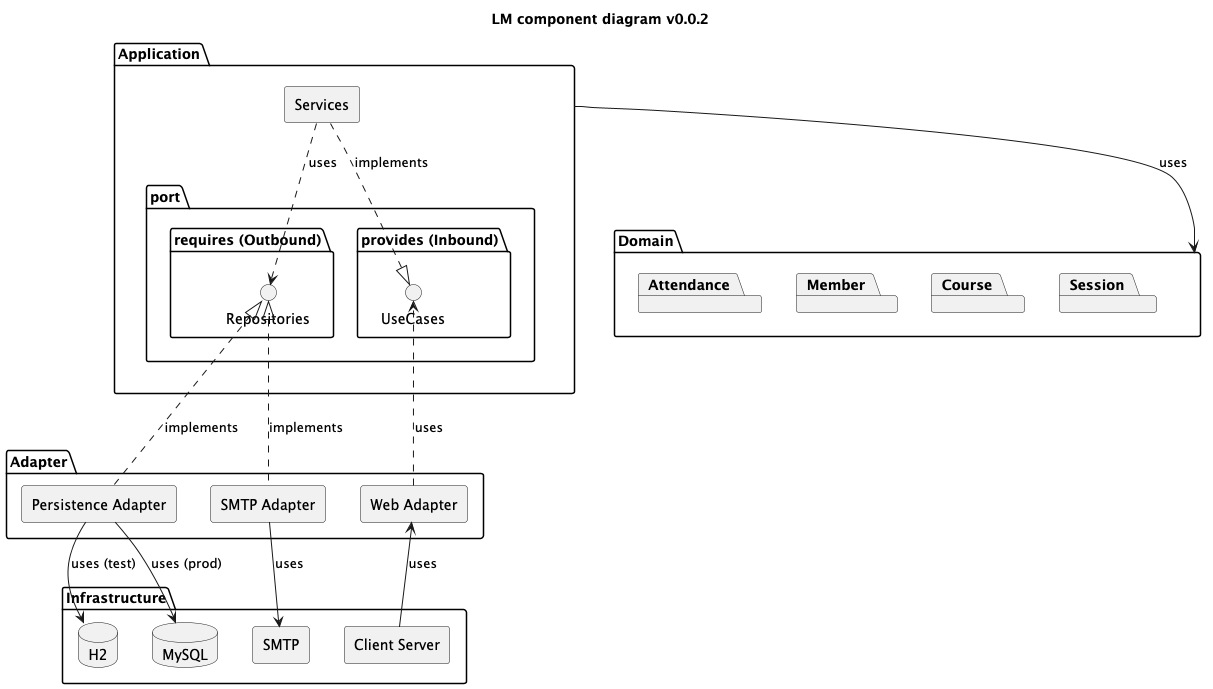 LM component diagram v0.0.2
Application
Services
uses
implements
uses
port
requires (Outbound)
provides (Inbound)
Domain
Attendance
Member
Course
Session
Repositories
UseCases
implements
implements
uses
Adapter
Persistence Adapter
SMTP Adapter
Web Adapter
uses (test)
uses (prod)
uses
uses
Infrastructure
H2
MySQL
SMTP
Client Server